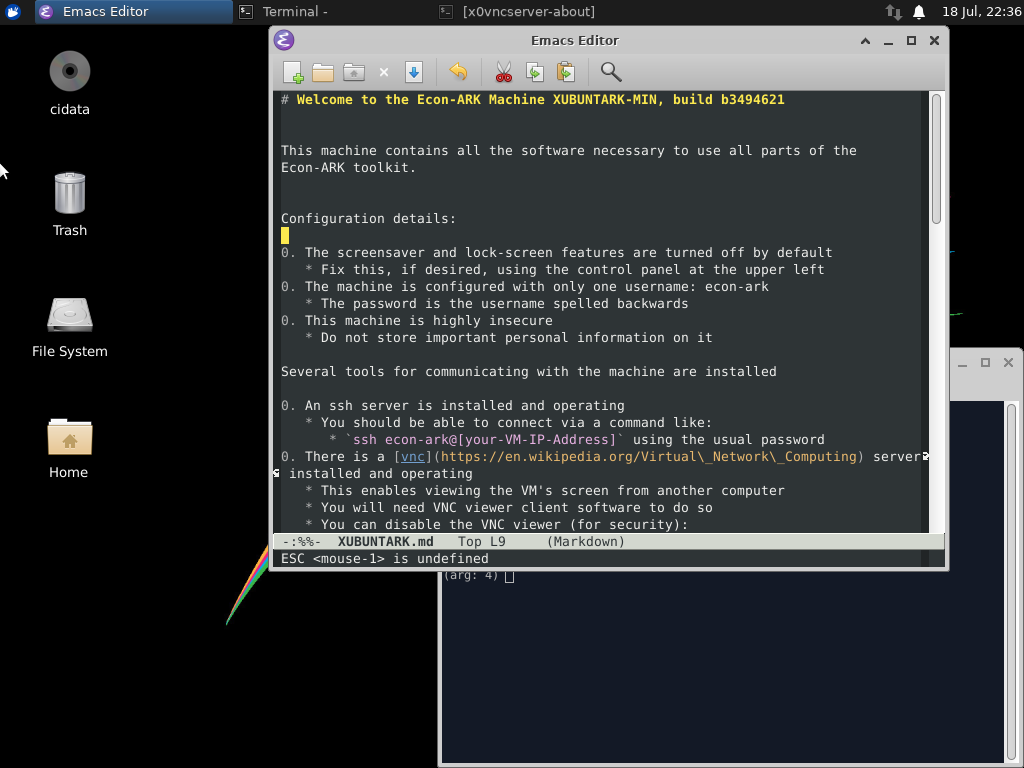 Emacs Editor
Terminal -
[x0vncserver-about]
18 Jul, 22:36
cidata
Trash
File System
Home
Emacs Editor
# Welcome to the Econ-ARK Machine XUBUNTARK-MIN, build b3494621
This machine contains all the software necessary to use all parts of the
Econ-ARK toolkit.
Configuration details:
0. The screensaver and lock-screen features are turned off by default
* Fix this, if desired, using the control panel at the upper left
0. The machine is configured with only one username: econ-ark
* The password is the username spelled backwards
0. This machine is highly insecure
* Do not store important personal information on it
Several tools for communicating with the machine are installed
0. An ssh server is installed and operating
* You should be able to connect via a command like:
* `ssh econ-ark@[your-VM-IP-Address]` using the usual password
0. There is a [vnc](https://en.wikipedia.org/Virtual\_Network\_Computing) server
installed and operating
* This enables viewing the VM's screen from another computer
* You will need VNC viewer client software to do so
* You can disable the VNC viewer (for security):
-:%%-  XUBUNTARK.md   Top L9     (Markdown)
ESC <mouse-1> is undefined
(arg: 4)